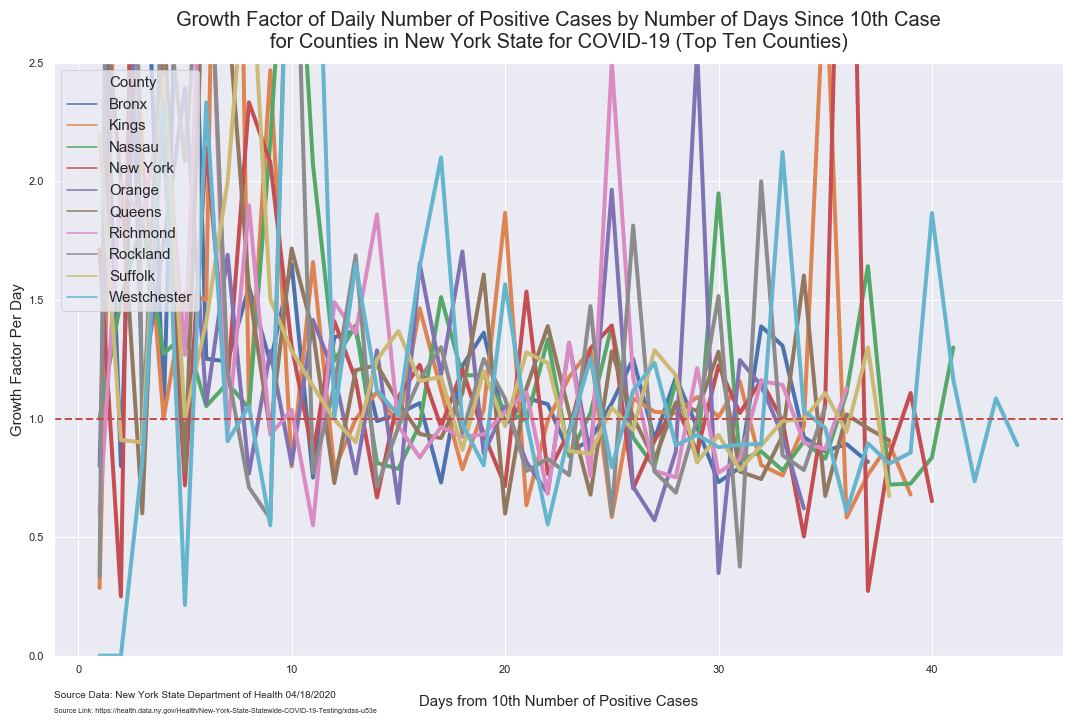 Growth Factor of Daily Number of Positive Cases by Number of Days Since 10th Case
for Counties in New York State for COVID-19 (Top Ten Counties)
2.5
2.0
1.5
1.0
0.5
0.0
Growth Factor Per Day
County
Bronx
Kings
Nassau
New York
Orange
Queens
Richmond
Rockland
Suffolk
Westchester
0
10
20
30
40
Days from 10th Number of Positive Cases
Source Data: New York State Department of Health 04/18/2020
Source Link: https://health.data.ny.gov/Health/New-York-State-Statewide-COVID-19-Testing/xdss-u53e